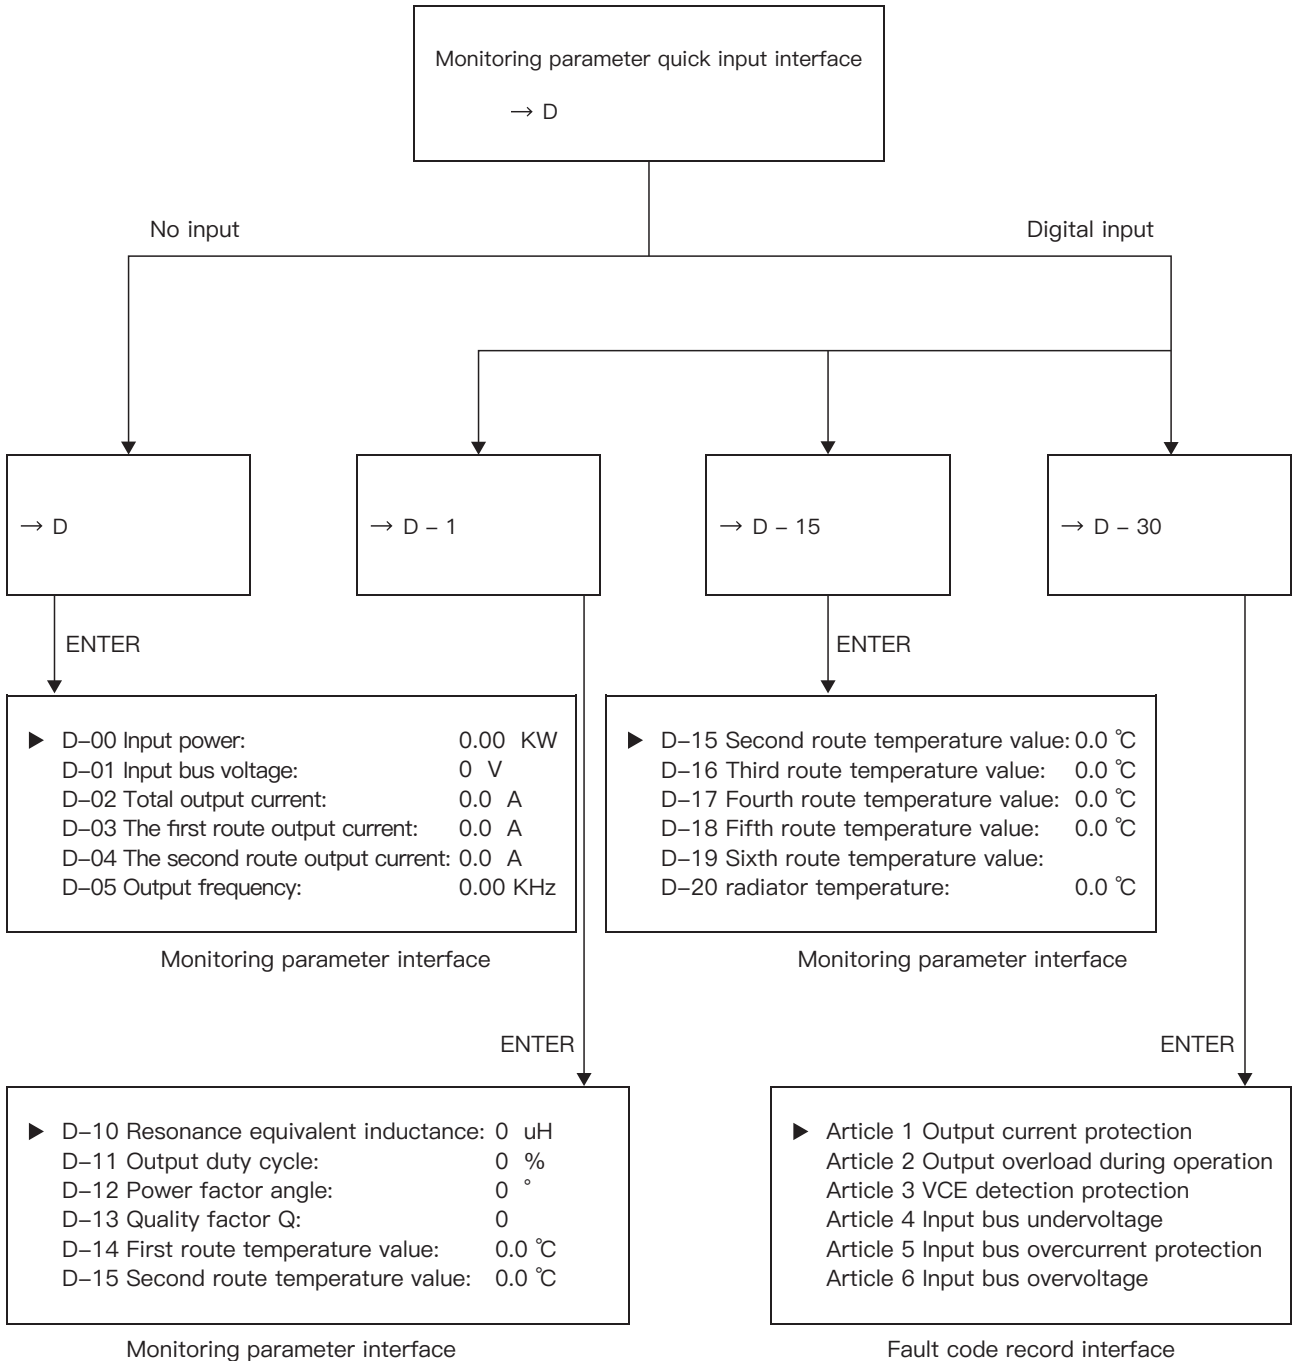 Monitoring parameter quick input interface
→ D
No input
Digital input
→ D
→ D – 1
→ D – 15
→ D – 30
ENTER
ENTER
▶ D–00 Input power: 0.00 KW
D–01 Input bus voltage: 0 V
D–02 Total output current: 0.0 A
D–03 The first route output current: 0.0 A
D–04 The second route output current: 0.0 A
D–05 Output frequency: 0.00 KHz
Monitoring parameter interface
▶ D–15 Second route temperature value: 0.0 ℃
D–16 Third route temperature value: 0.0 ℃
D–17 Fourth route temperature value: 0.0 ℃
D–18 Fifth route temperature value: 0.0 ℃
D–19 Sixth route temperature value:
D–20 radiator temperature: 0.0 ℃
Monitoring parameter interface
ENTER
ENTER
▶ D–10 Resonance equivalent inductance: 0 uH
D–11 Output duty cycle: 0 %
D–12 Power factor angle: 0 °
D–13 Quality factor Q: 0
D–14 First route temperature value: 0.0 ℃
D–15 Second route temperature value: 0.0 ℃
Monitoring parameter interface
▶ Article 1 Output current protection
Article 2 Output overload during operation
Article 3 VCE detection protection
Article 4 Input bus undervoltage
Article 5 Input bus overcurrent protection
Article 6 Input bus overvoltage
Fault code record interface